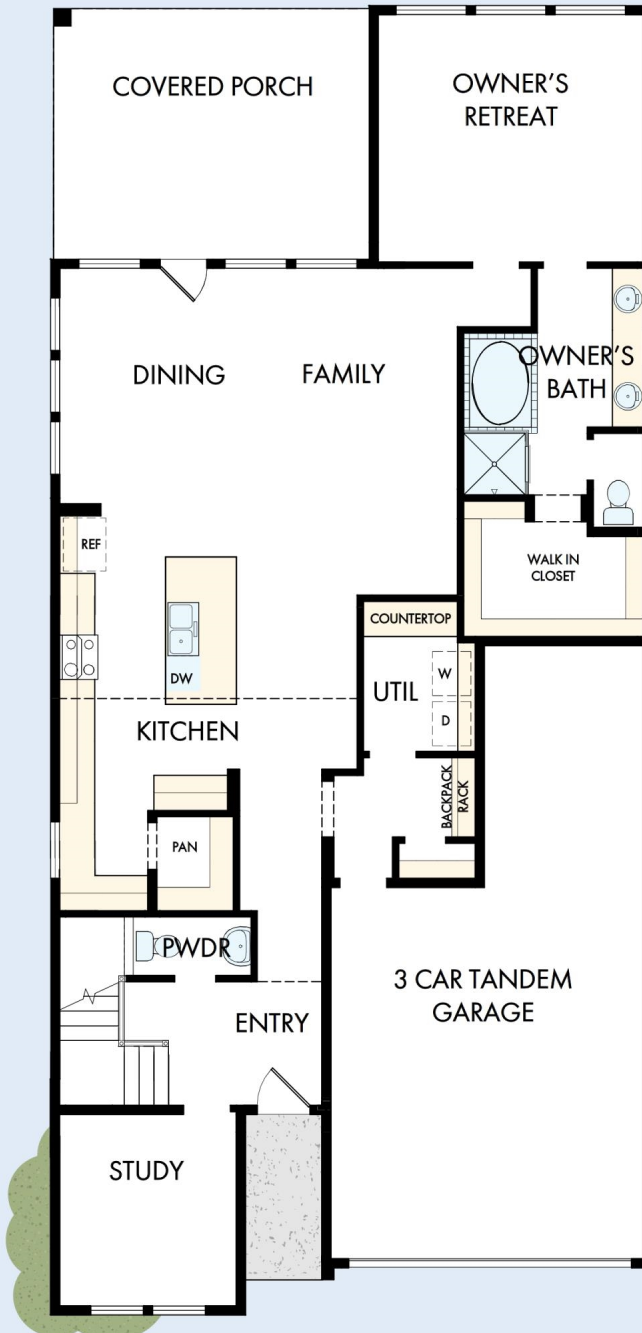 COVERED PORCH
OWNER'S
RETREAT
DINING
FAMILY
OWNER'S
BATH
REF
WALK IN
CLOSET
COUNTERTOP
DW
UTIL
W
D
KITCHEN
BACKPACK
RACK
PAN
PWDR
3 CAR TANDEM
GARAGE
ENTRY
STUDY